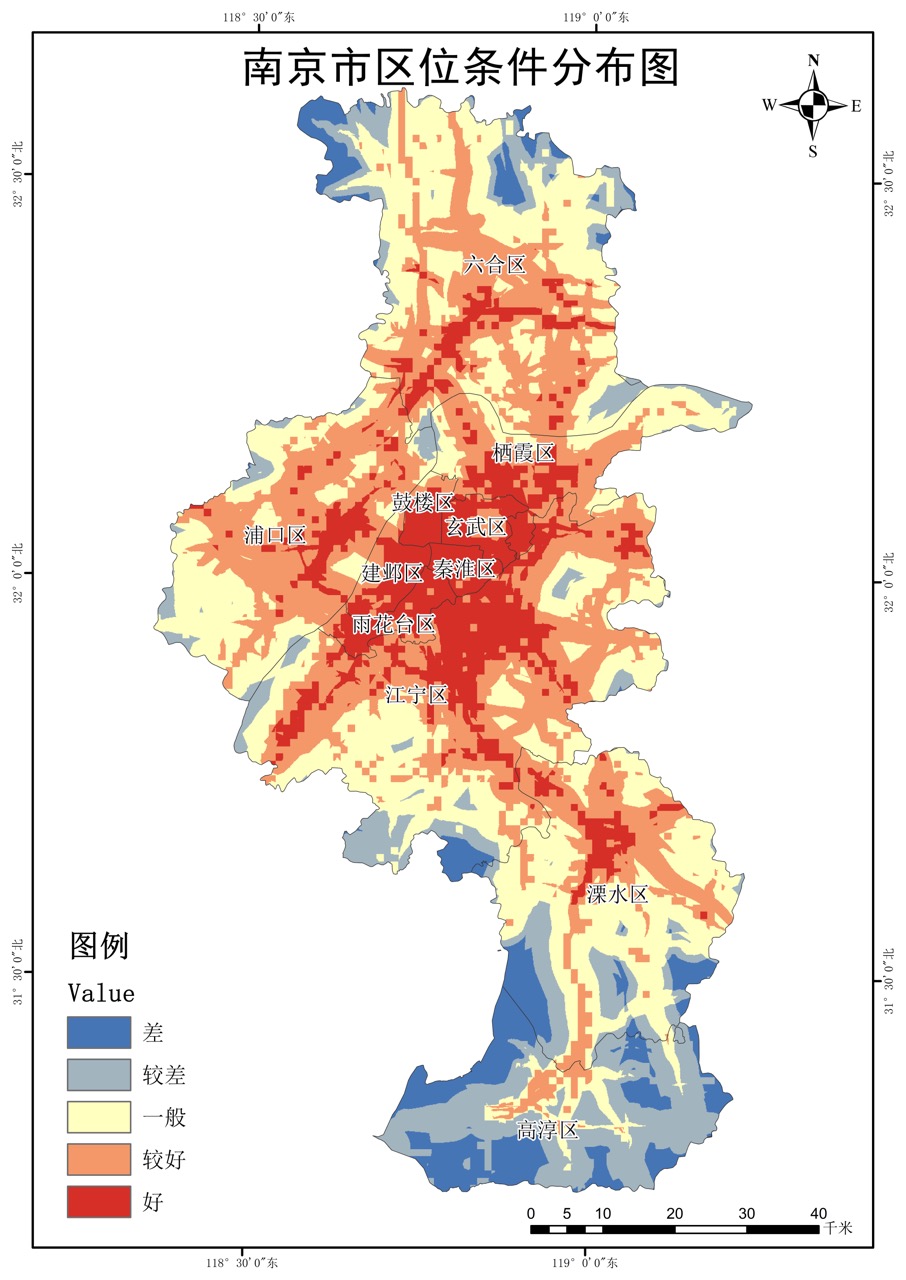 118° 30′0″东
119° 0′0″东
南京市区位条件分布图
N
W
E
S
32° 30′0″北
32° 30′0″北
六合区
栖霞区
鼓楼区
玄武区
浦口区
建邺区
秦淮区
32° 0′0″北
32° 0′0″北
雨花台区
江宁区
溧水区
图例
31° 30′0″北
31° 30′0″北
Value
差
较差
一般
高淳区
较好
好
0 5 10 20 30 40
千米
118° 30′0″东
119° 0′0″东